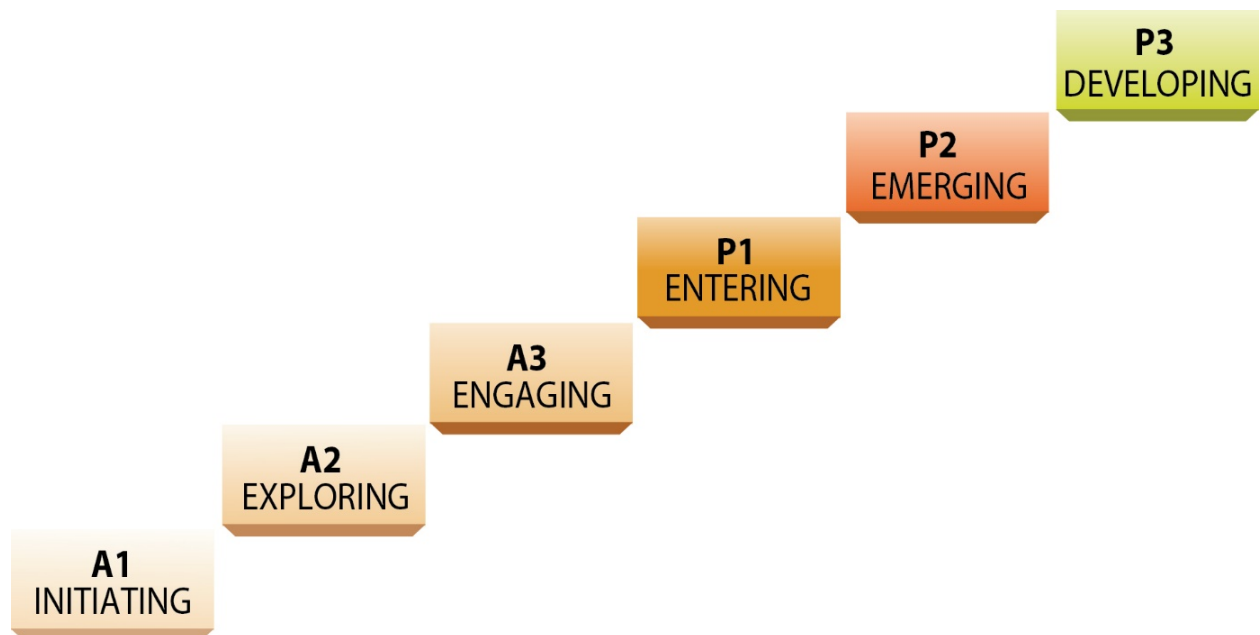 P3
DEVELOPING
P2
EMERGING
P1
ENTERING
A3
ENGAGING
A2
EXPLORING
A1
INITIATING